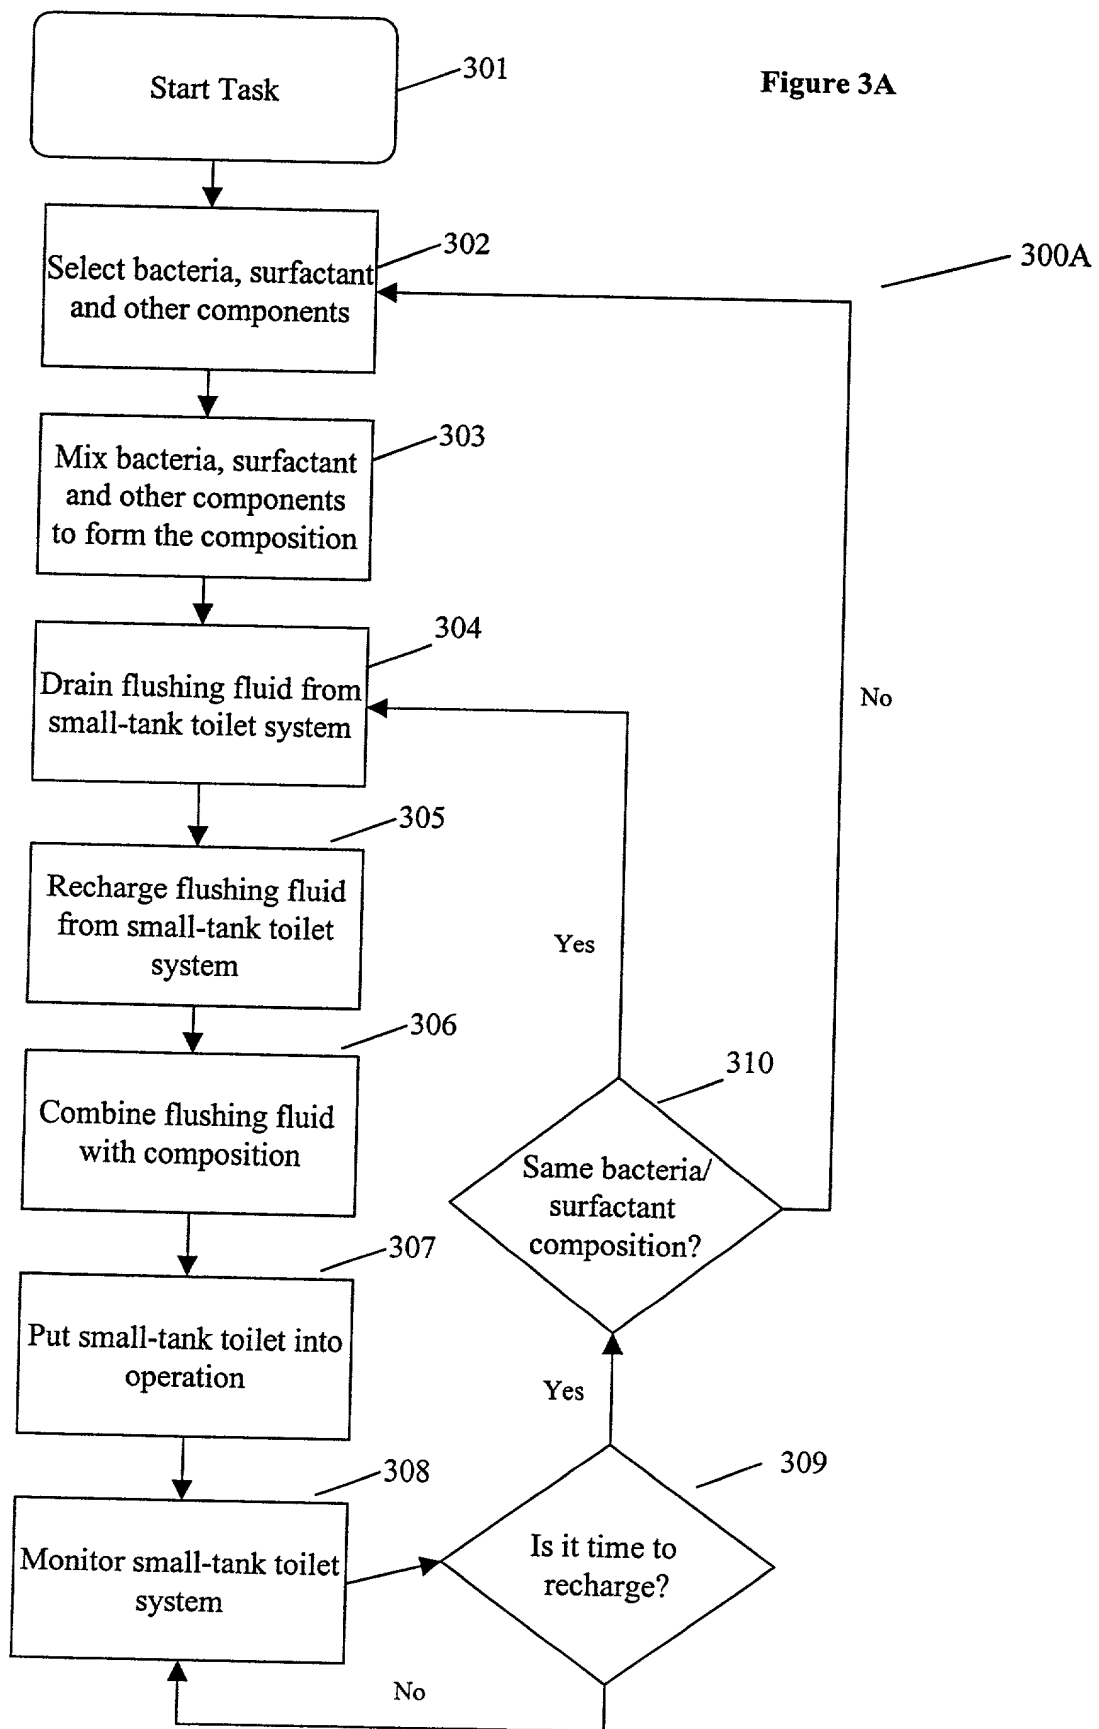 Figure 3A
300A
Start Task
301
Select bacteria, surfactant
and other components
302
Mix bacteria, surfactant
and other components
to form the composition
303
Drain flushing fluid from
small-tank toilet system
304
Recharge flushing fluid
from small-tank toilet
system
305
Combine flushing fluid
with composition
306
Put small-tank toilet into
operation
307
Monitor small-tank toilet
system
308
Is it time to
recharge?
309
No
Yes
Same bacteria/
surfactant
composition?
310
Yes
No